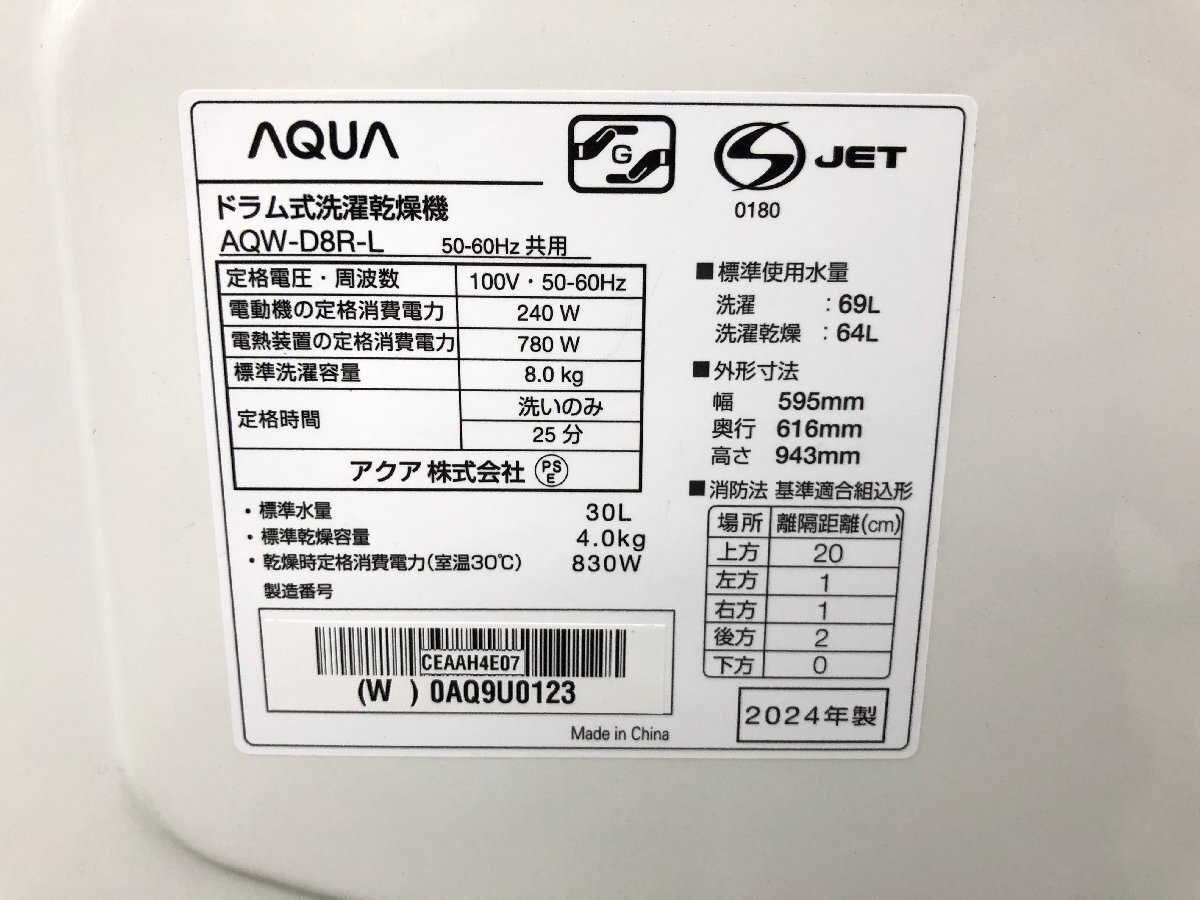 AQUA
G
JET
0180
ドラム式洗濯乾燥機
AQW-D8R-L 50-60Hz 共用
定格電圧・周波数 100V・50-60Hz
電動機の定格消費電力 240 W
電熱装置の定格消費電力 780 W
標準洗濯容量 8.0 kg
定格時間 洗いのみ
25 分
アクア 株式会社 PSE
・標準水量 30L
・標準乾燥容量 4.0kg
・乾燥時定格消費電力(室温30℃) 830W
製造番号
CEAAH4E07
(W ) 0AQ9U0123
Made in China
■標準使用水量
洗濯 : 69L
洗濯乾燥 : 64L
■外形寸法
幅 595mm
奥行 616mm
高さ 943mm
■消防法 基準適合組込形
場所 離隔距離(cm)
上方 20
左方 1
右方 1
後方 2
下方 0
2024年製